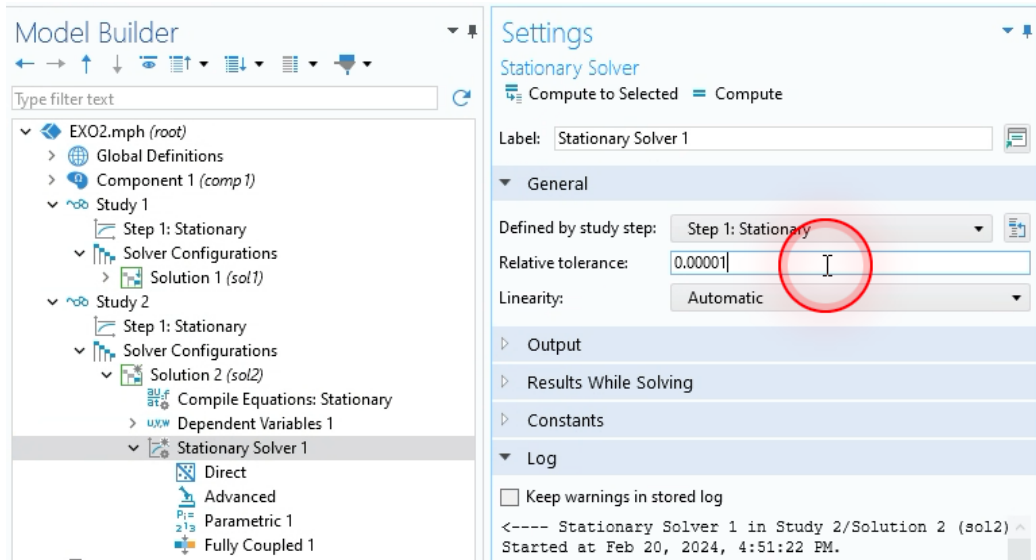 Model Builder
Type filter text
EXO2.mph (root)
Global Definitions
Component 1 (comp1)
Study 1
Step 1: Stationary
Solver Configurations
Solution 1 (sol1)
Study 2
Step 1: Stationary
Solver Configurations
Solution 2 (sol2)
Compile Equations: Stationary
Dependent Variables 1
Stationary Solver 1
Direct
Advanced
Parametric 1
Fully Coupled 1
Settings
Stationary Solver
Compute to Selected = Compute
Label: Stationary Solver 1
General
Defined by study step: Step 1: Stationary
Relative tolerance: 0.00001
Linearity: Automatic
Output
Results While Solving
Constants
Log
Keep warnings in stored log
<---- Stationary Solver 1 in Study 2/Solution 2 (sol2)
Started at Feb 20, 2024, 4:51:22 PM.